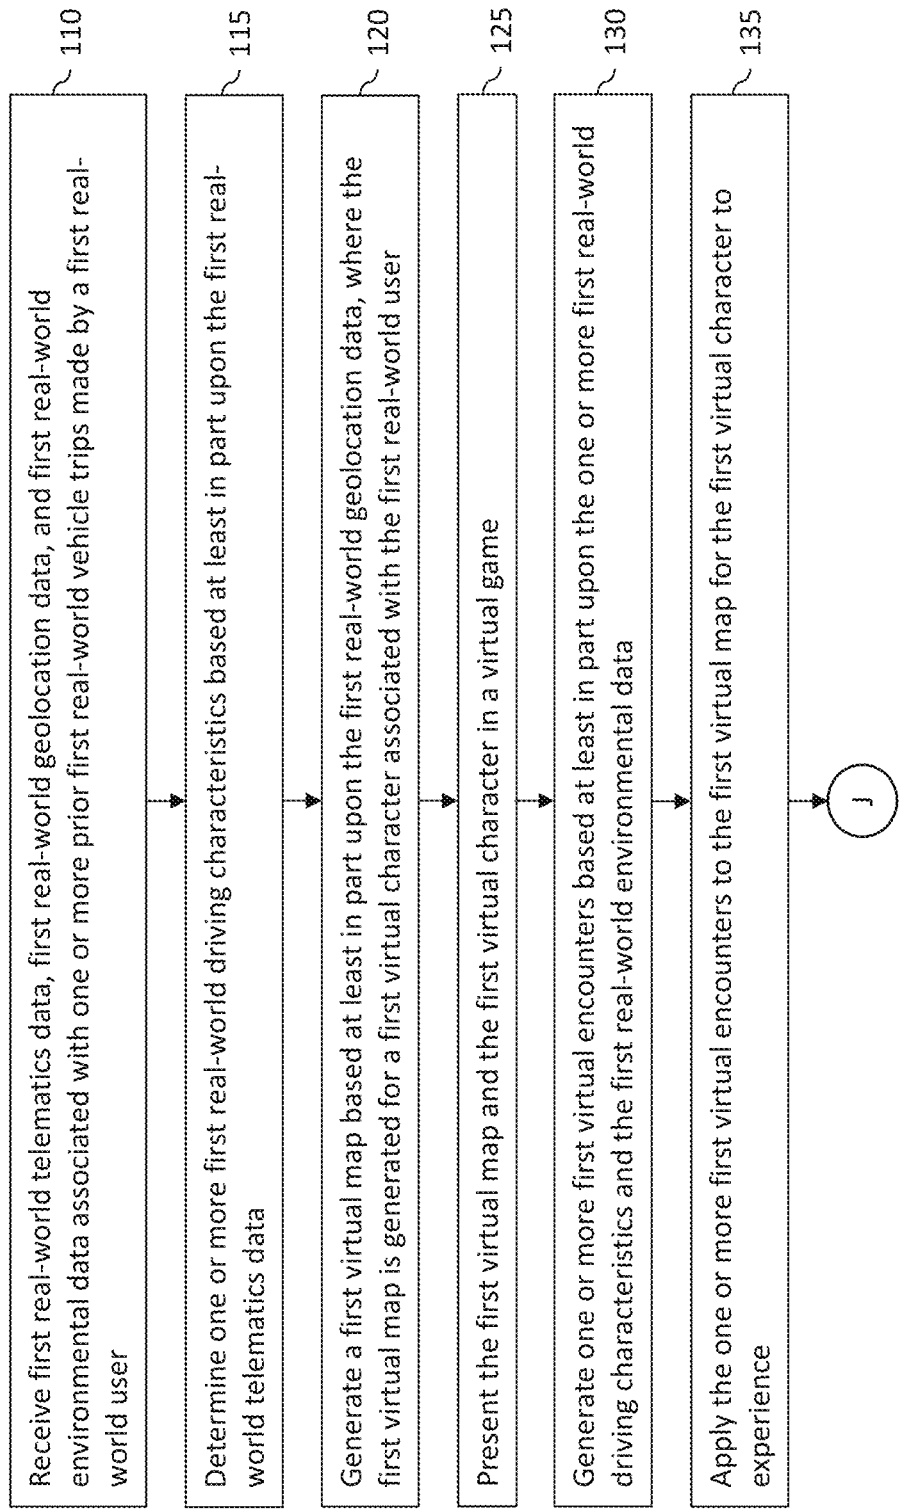 Receive first real-world telematics data, first real-world geolocation data, and first real-world
environmental data associated with one or more prior first real-world vehicle trips made by a first real-
world user
110
Determine one or more first real-world driving characteristics based at least in part upon the first real-
world telematics data
115
Generate a first virtual map based at least in part upon the first real-world geolocation data, where the
first virtual map is generated for a first virtual character associated with the first real-world user
120
Present the first virtual map and the first virtual character in a virtual game
125
Generate one or more first virtual encounters based at least in part upon the one or more first real-world
driving characteristics and the first real-world environmental data
130
Apply the one or more first virtual encounters to the first virtual map for the first virtual character to
experience
135
J